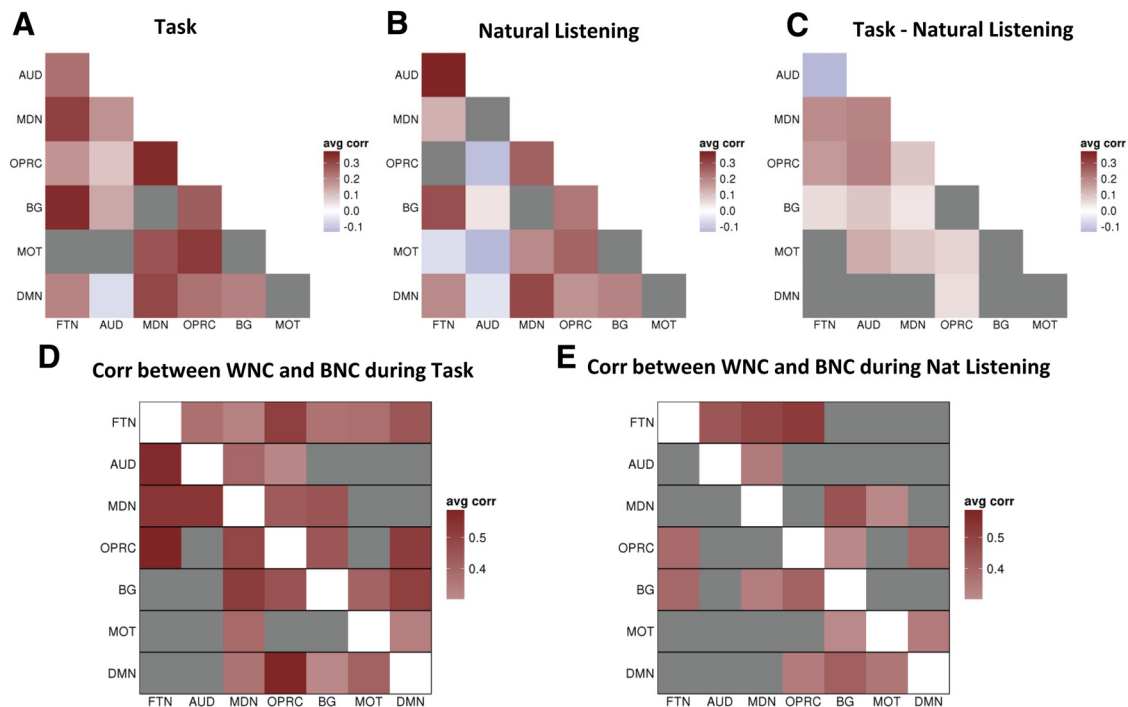 A
Task
B
Natural Listening
C
Task - Natural Listening
AUD
MDN
OPRC
BG
MOT
DMN
FTN AUD MDN OPRC BG MOT
avg corr
0.3
0.2
0.1
0.0
-0.1
AUD
MDN
OPRC
BG
MOT
DMN
FTN AUD MDN OPRC BG MOT
avg corr
0.3
0.2
0.1
0.0
-0.1
AUD
MDN
OPRC
BG
MOT
DMN
FTN AUD MDN OPRC BG MOT
avg corr
0.3
0.2
0.1
0.0
-0.1
D
Corr between WNC and BNC during Task
FTN
AUD
MDN
OPRC
BG
MOT
DMN
FTN AUD MDN OPRC BG MOT DMN
avg corr
0.5
0.4
E
Corr between WNC and BNC during Nat Listening
FTN
AUD
MDN
OPRC
BG
MOT
DMN
FTN AUD MDN OPRC BG MOT DMN
avg corr
0.5
0.4